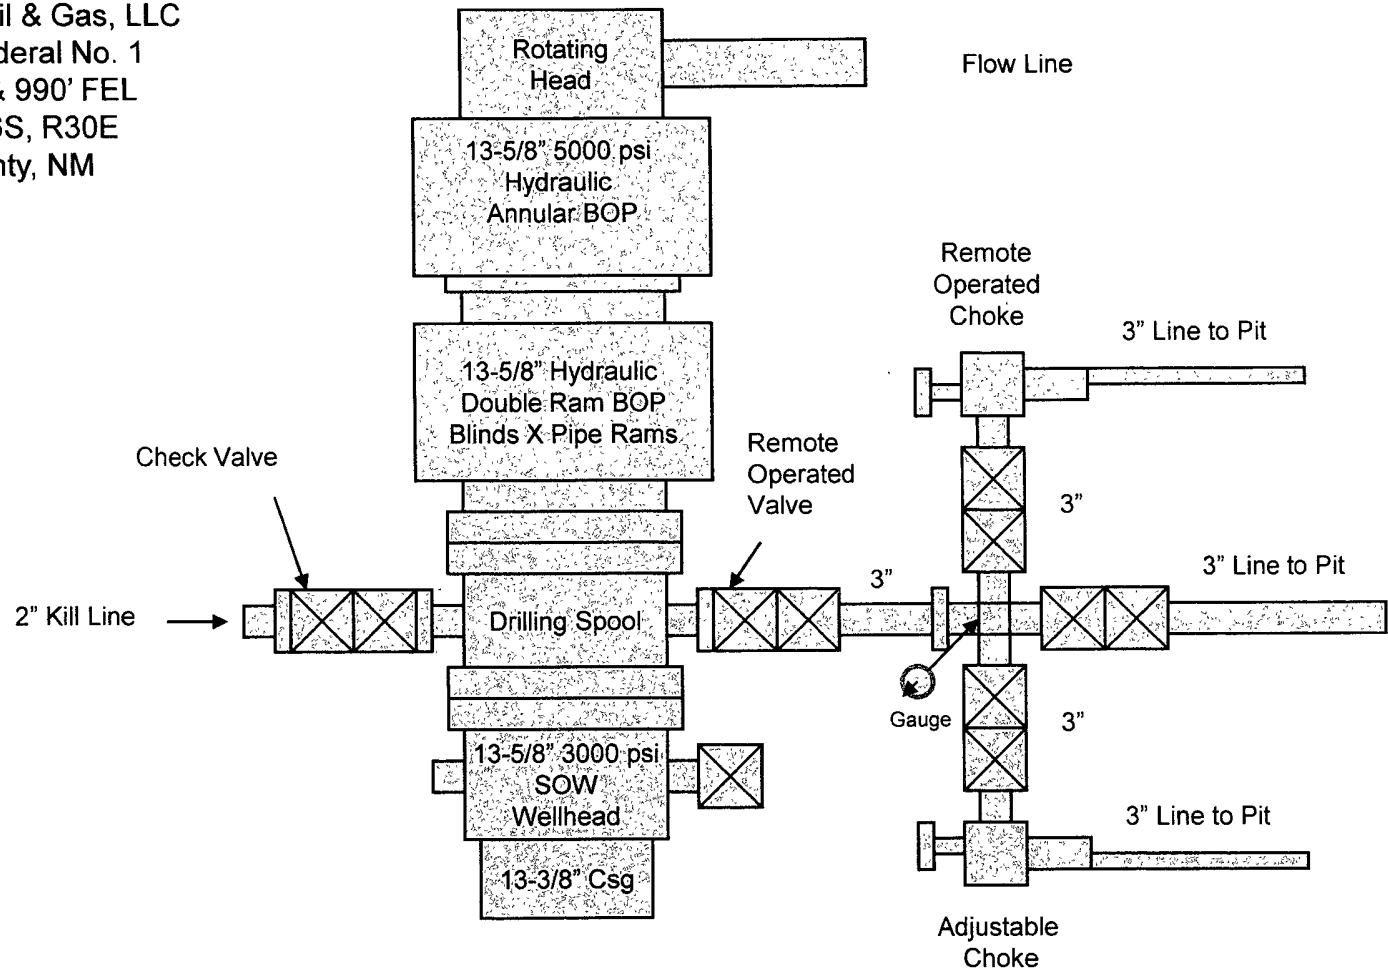 & Gas, LLC
No. 1
990' FEL
R30E
NM
Rotating
Head
Flow Line
13-5/8" 5000 psi
Hydraulic
Annular BOP
Remote
Operated
Choke
3" Line to Pit
13-5/8" Hydraulic
Double Ram BOP
Blinds X Pipe Rams
Check Valve
Remote
Operated
Valve
3"
3"
3" Line to Pit
2" Kill Line
Drilling Spool
Gauge
3"
13-5/8" 3000 psi
SOW
Wellhead
3" Line to Pit
13-3/8" Csg
Adjustable
Choke